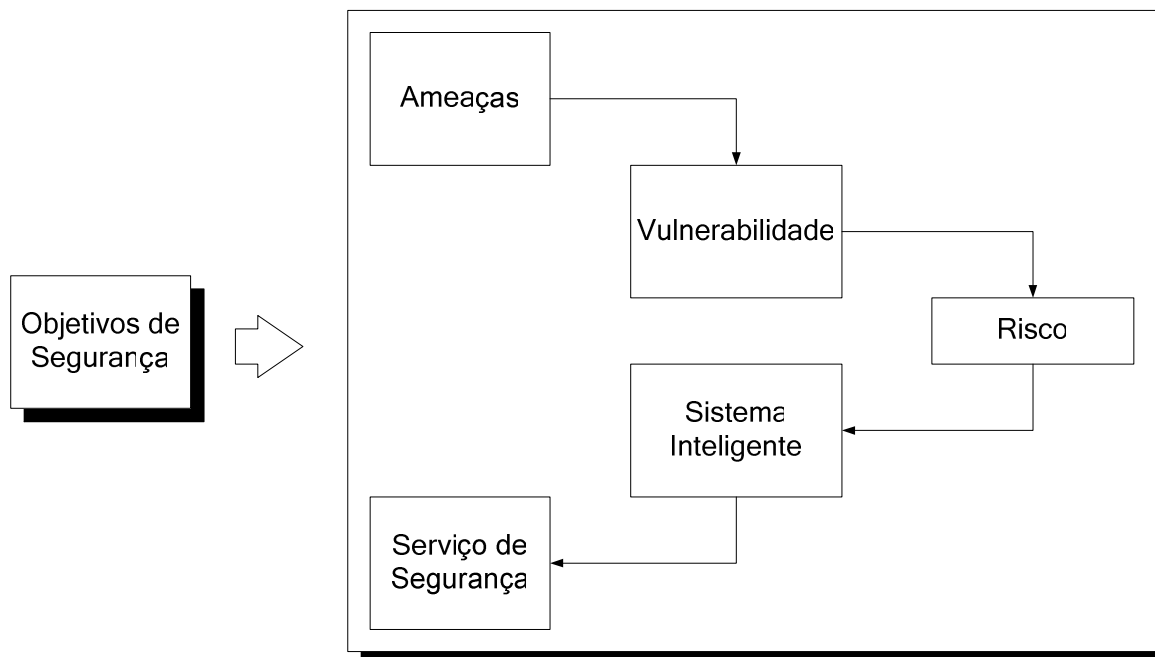 Ameaças
Vulnerabilidade
Objetivos de
Segurança
Risco
Sistema
Inteligente
Serviço de
Segurança